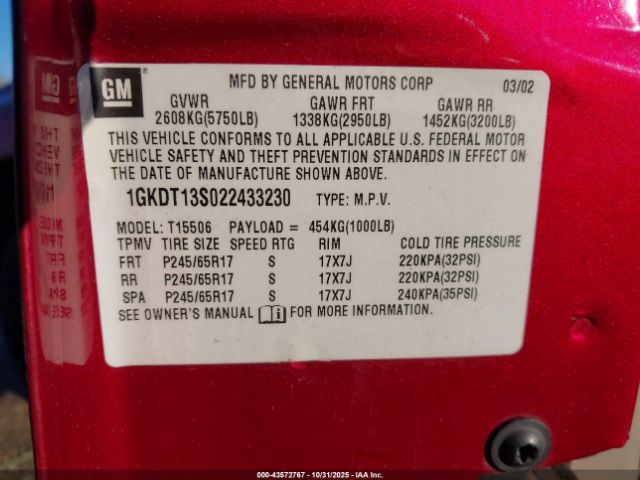 GM
MFD BY GENERAL MOTORS CORP 03/02
GVWR GAWR FRT GAWR RR
2608KG(5750LB) 1338KG(2950LB) 1452KG(3200LB)
THIS VEHICLE CONFORMS TO ALL APPLICABLE U.S. FEDERAL MOTOR
VEHICLE SAFETY AND THEFT PREVENTION STANDARDS IN EFFECT ON
THE DATE OF MANUFACTURE SHOWN ABOVE.
1GKDT13S022433230 TYPE: M.P.V.
MODEL: T15506 PAYLOAD = 454KG(1000LB)
TPMV TIRE SIZE SPEED RTG RIM COLD TIRE PRESSURE
FRT P245/65R17 S 17X7J 220KPA(32PSI)
RR P245/65R17 S 17X7J 220KPA(32PSI)
SPA P245/65R17 S 17X7J 240KPA(35PSI)
SEE OWNER'S MANUAL FOR MORE INFORMATION.
000-43572767 - 10/31/2025 - IAA, Inc.